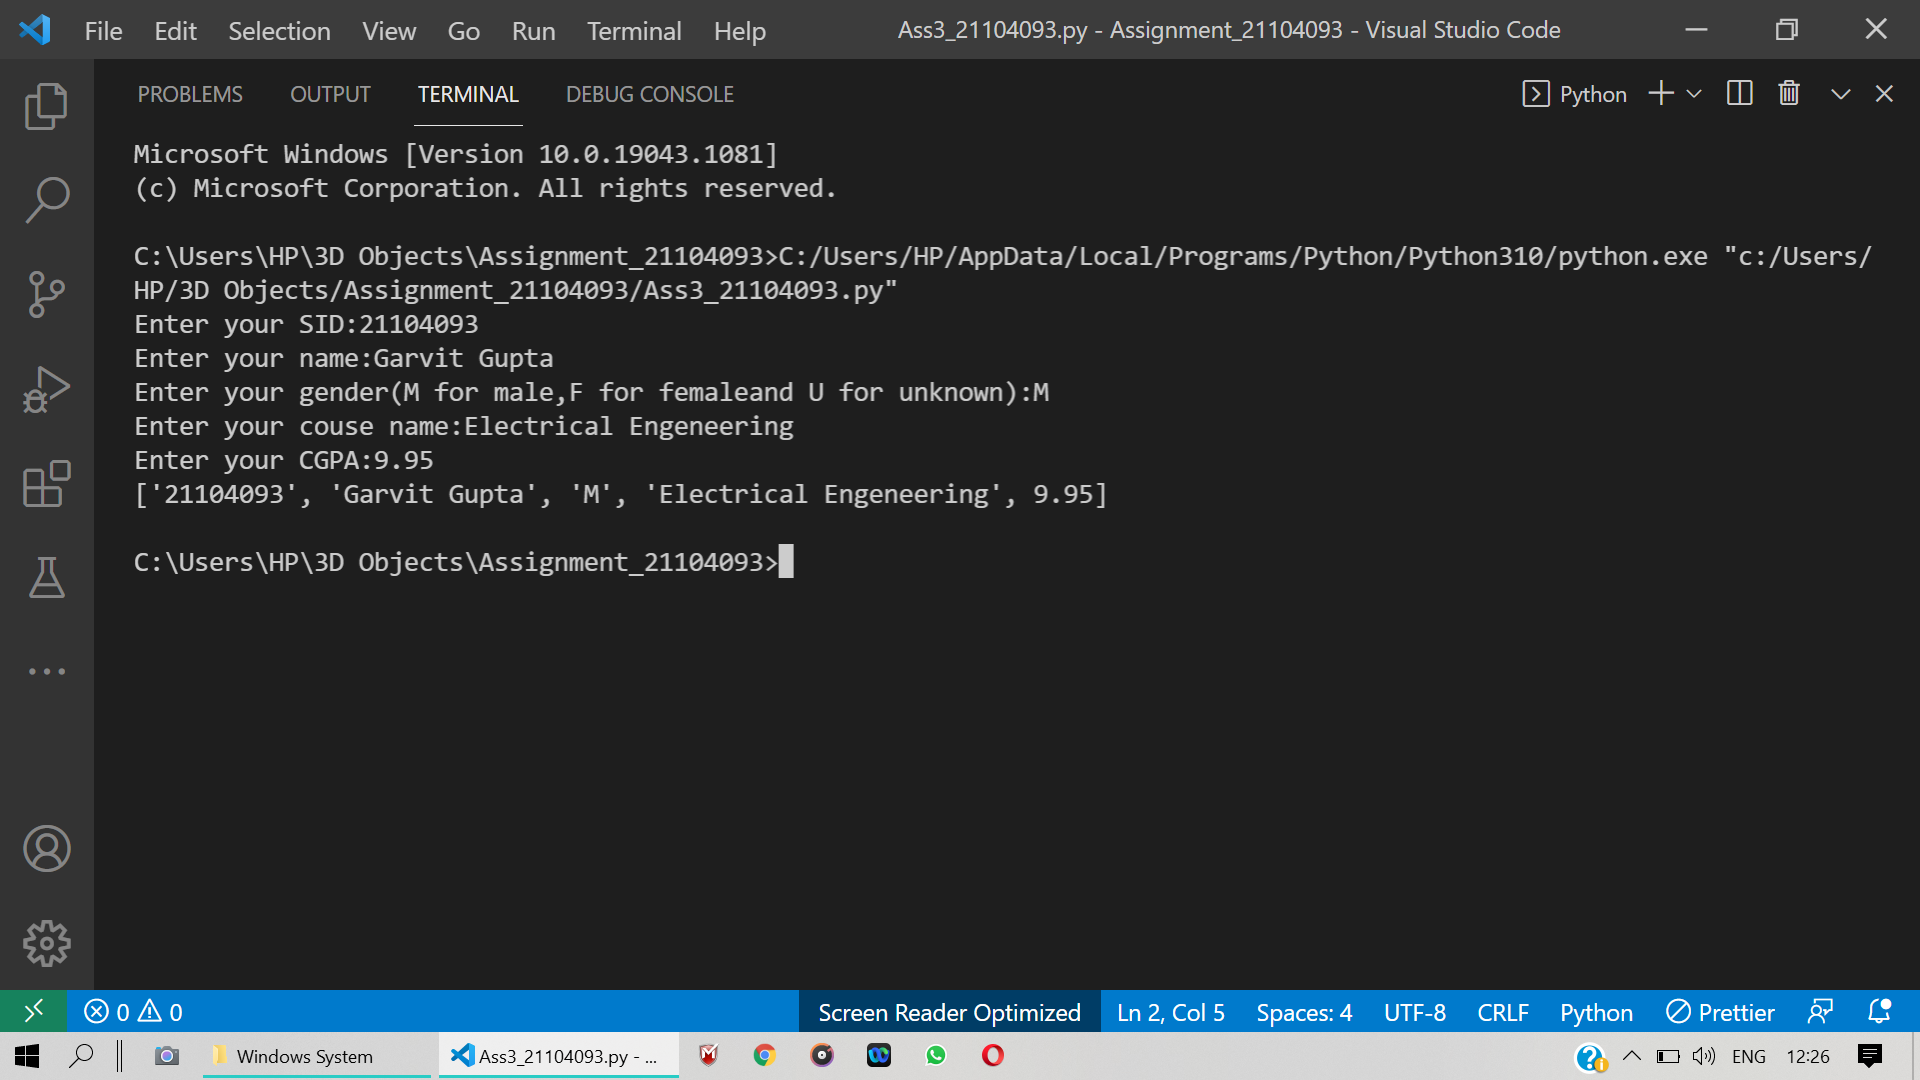 File Edit Selection View Go Run Terminal Help Ass3_21104093.py - Assignment_21104093 - Visual Studio Code
PROBLEMS OUTPUT TERMINAL DEBUG CONSOLE Python
Microsoft Windows [Version 10.0.19043.1081]
(c) Microsoft Corporation. All rights reserved.
C:\Users\HP\3D Objects\Assignment_21104093>C:/Users/HP/AppData/Local/Programs/Python/Python310/python.exe "c:/Users/
HP/3D Objects/Assignment_21104093/Ass3_21104093.py"
Enter your SID:21104093
Enter your name:Garvit Gupta
Enter your gender(M for male,F for femaleand U for unknown):M
Enter your couse name:Electrical Engeneering
Enter your CGPA:9.95
['21104093', 'Garvit Gupta', 'M', 'Electrical Engeneering', 9.95]
C:\Users\HP\3D Objects\Assignment_21104093>
0 0 Screen Reader Optimized Ln 2, Col 5 Spaces: 4 UTF-8 CRLF Python Prettier
Windows System Ass3_21104093.py - ... ENG 12:26